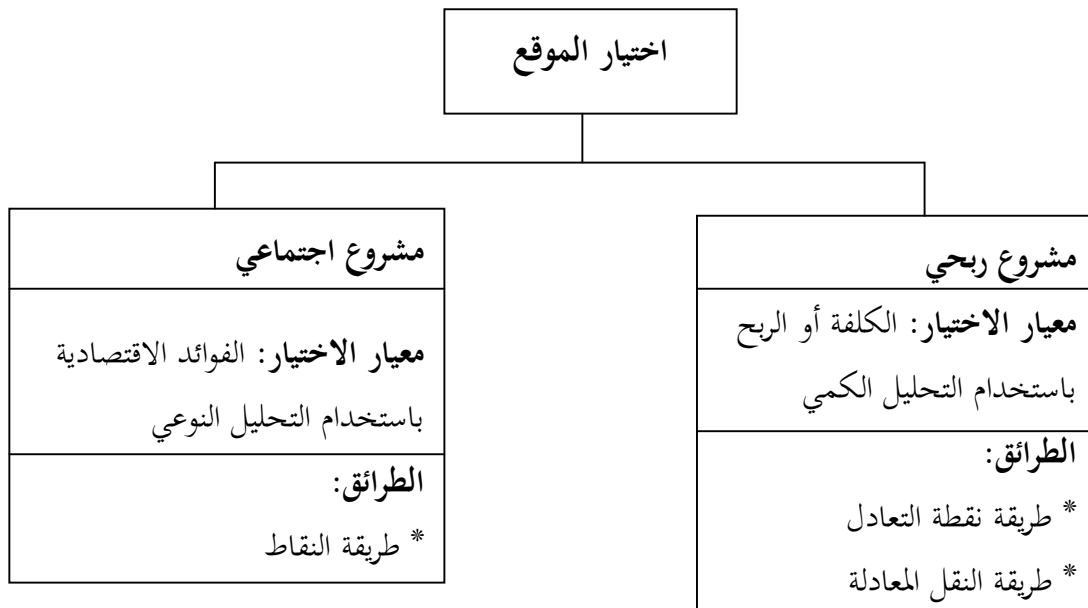 اختيار الموقع
مشروع ربحي
معيار الاختيار: الكلفة أو الربح
باستخدام التحليل الكمي
الطرائق:
* طريقة نقطة التعادل
* طريقة النقل المعادلة
مشروع اجتماعي
معيار الاختيار: الفوائد الاقتصادية
باستخدام التحليل النوعي
الطرائق:
* طريقة النقاط